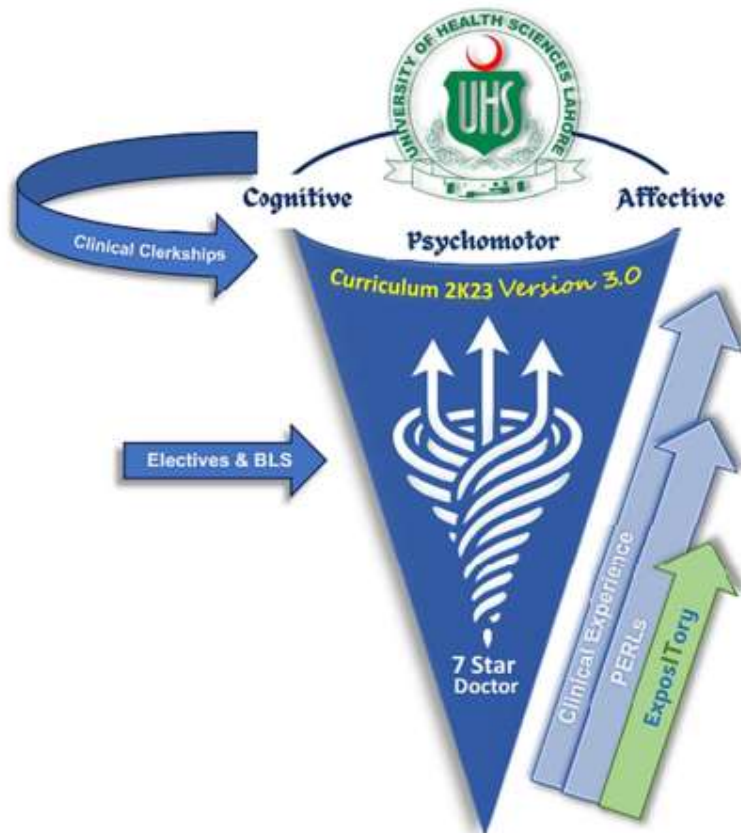 UNIVERSITY OF HEALTH SCIENCES LAHORE
UHS
Cognitive
Affective
Psychomotor
Clinical Clerkships
Curriculum 2K23 Version 3.0
Electives & BLS
7 Star
Doctor
Clinical Experience
PERLs
ExposITory